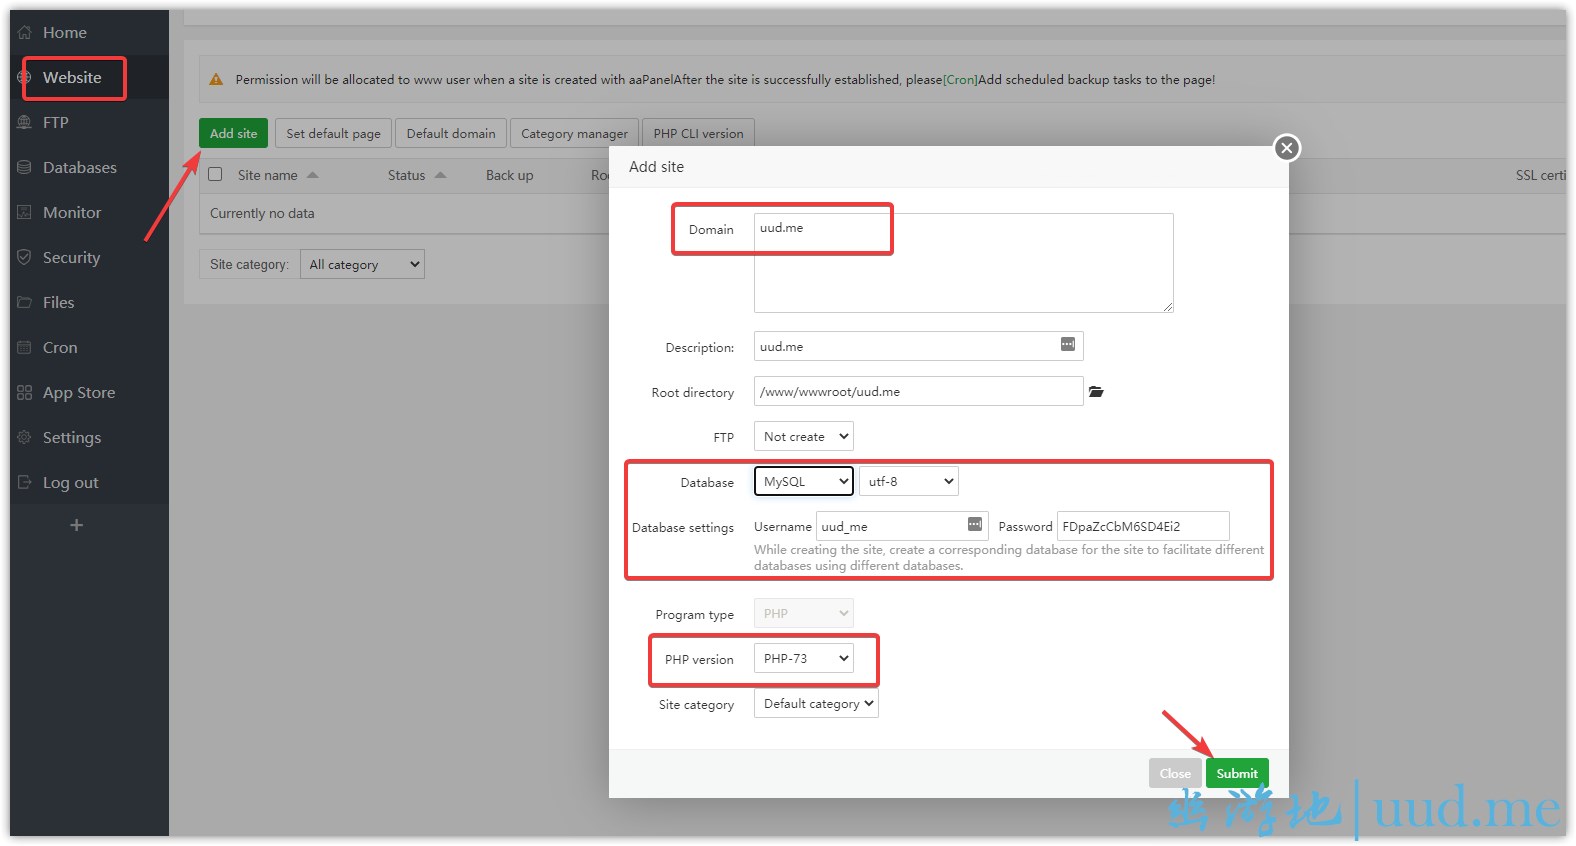 Home
Website
FTP
Databases
Monitor
Security
Files
Cron
App Store
Settings
Log out
Permission will be allocated to www user when a site is created with aaPanelAfter the site is successfully established, please[Cron]Add scheduled backup tasks to the page!
Add site Set default page Default domain Category manager PHP CLI version
Site name Status Back up Roo SSL certi
Currently no data
Site category: All category
Add site
Domain uud.me
Description: uud.me
Root directory /www/wwwroot/uud.me
FTP Not create
Database MySQL utf-8
Database settings Username uud_me Password FDpaZcCbM6SD4Ei2
While creating the site, create a corresponding database for the site to facilitate different
databases using different databases.
Program type PHP
PHP version PHP-73
Site category Default category
Close Submit
幽游地|uud.me